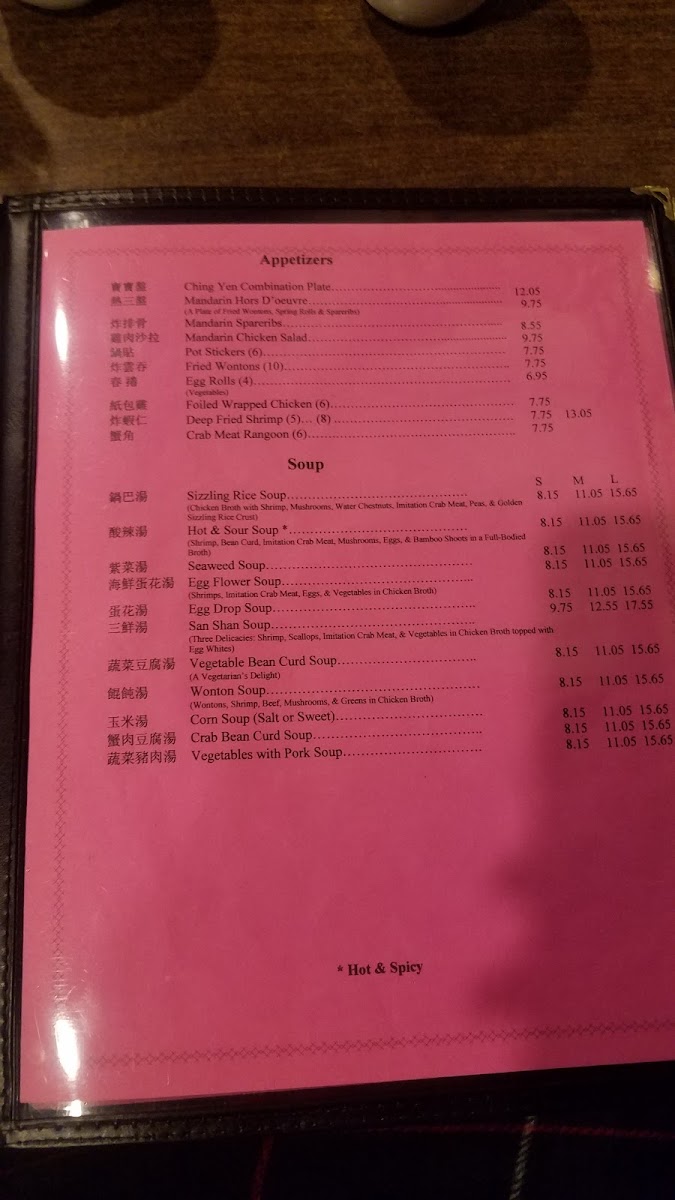 Appetizers
寶寶盤 Ching Yen Combination Plate 12.05
熱三盤 Mandarin Hors D'oeuvre 9.75
(A Plate of Fried Wontons, Spring Rolls & Spareribs)
炸排骨 Mandarin Spareribs 8.55
雞肉沙拉 Mandarin Chicken Salad 9.75
鍋貼 Pot Stickers (6) 7.75
炸雲吞 Fried Wontons (10) 7.75
春捲 Egg Rolls (4) 6.95
(Vegetables)
紙包雞 Foiled Wrapped Chicken (6) 7.75
炸蝦仁 Deep Fried Shrimp (5)… (8) 7.75 13.05
蟹角 Crab Meat Rangoon (6) 7.75
Soup
S M L
鍋巴湯 Sizzling Rice Soup 8.15 11.05 15.65
(Chicken Broth with Shrimp, Mushrooms, Water Chestnuts, Imitation Crab Meat, Peas, & Golden
Sizzling Rice Crust)
酸辣湯 Hot & Sour Soup * 8.15 11.05 15.65
(Shrimp, Bean Curd, Imitation Crab Meat, Mushrooms, Eggs, & Bamboo Shoots in a Full-Bodied
Broth)
紫菜湯 Seaweed Soup 8.15 11.05 15.65
海鮮蛋花湯 Egg Flower Soup 8.15 11.05 15.65
(Shrimps, Imitation Crab Meat, Eggs, & Vegetables in Chicken Broth)
蛋花湯 Egg Drop Soup 8.15 11.05 15.65
三鮮湯 San Shan Soup 9.75 12.55 17.55
(Three Delicacies: Shrimp, Scallops, Imitation Crab Meat, & Vegetables in Chicken Broth topped with
Egg Whites)
蔬菜豆腐湯 Vegetable Bean Curd Soup 8.15 11.05 15.65
(A Vegetarian's Delight)
餛飩湯 Wonton Soup 8.15 11.05 15.65
(Wontons, Shrimp, Beef, Mushrooms, & Greens in Chicken Broth)
玉米湯 Corn Soup (Salt or Sweet) 8.15 11.05 15.65
蟹肉豆腐湯 Crab Bean Curd Soup 8.15 11.05 15.65
蔬菜豬肉湯 Vegetables with Pork Soup 8.15 11.05 15.65
* Hot & Spicy